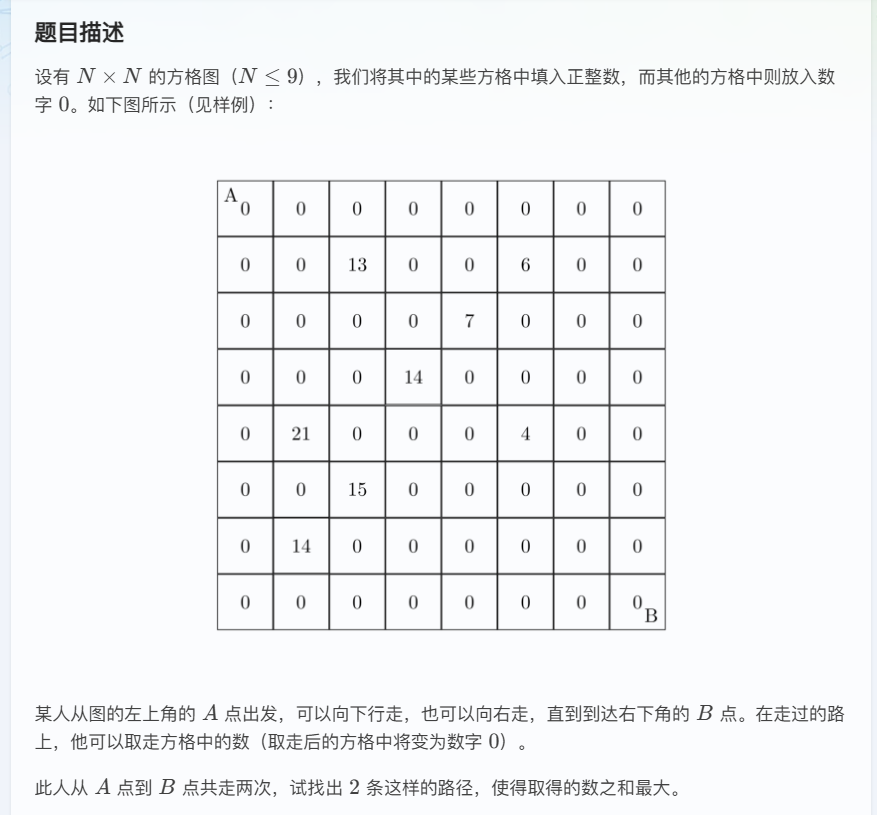 题目描述
设有 N × N 的方格图（N ≤ 9），我们将其中的某些方格中填入正整数，而其他的方格中则放入数
字 0。如下图所示（见样例）：
A 0 0 0 0 0 0 0 0
0 0 13 0 0 6 0 0
0 0 0 0 7 0 0 0
0 0 0 14 0 0 0 0
0 21 0 0 0 4 0 0
0 0 15 0 0 0 0 0
0 14 0 0 0 0 0 0
0 0 0 0 0 0 0 0 B
某人从图的左上角的 A 点出发，可以向下行走，也可以向右走，直到到达右下角的 B 点。在走过的路
上，他可以取走方格中的数（取走后的方格中将变为数字 0）。
此人从 A 点到 B 点共走两次，试找出 2 条这样的路径，使得取得的数之和最大。